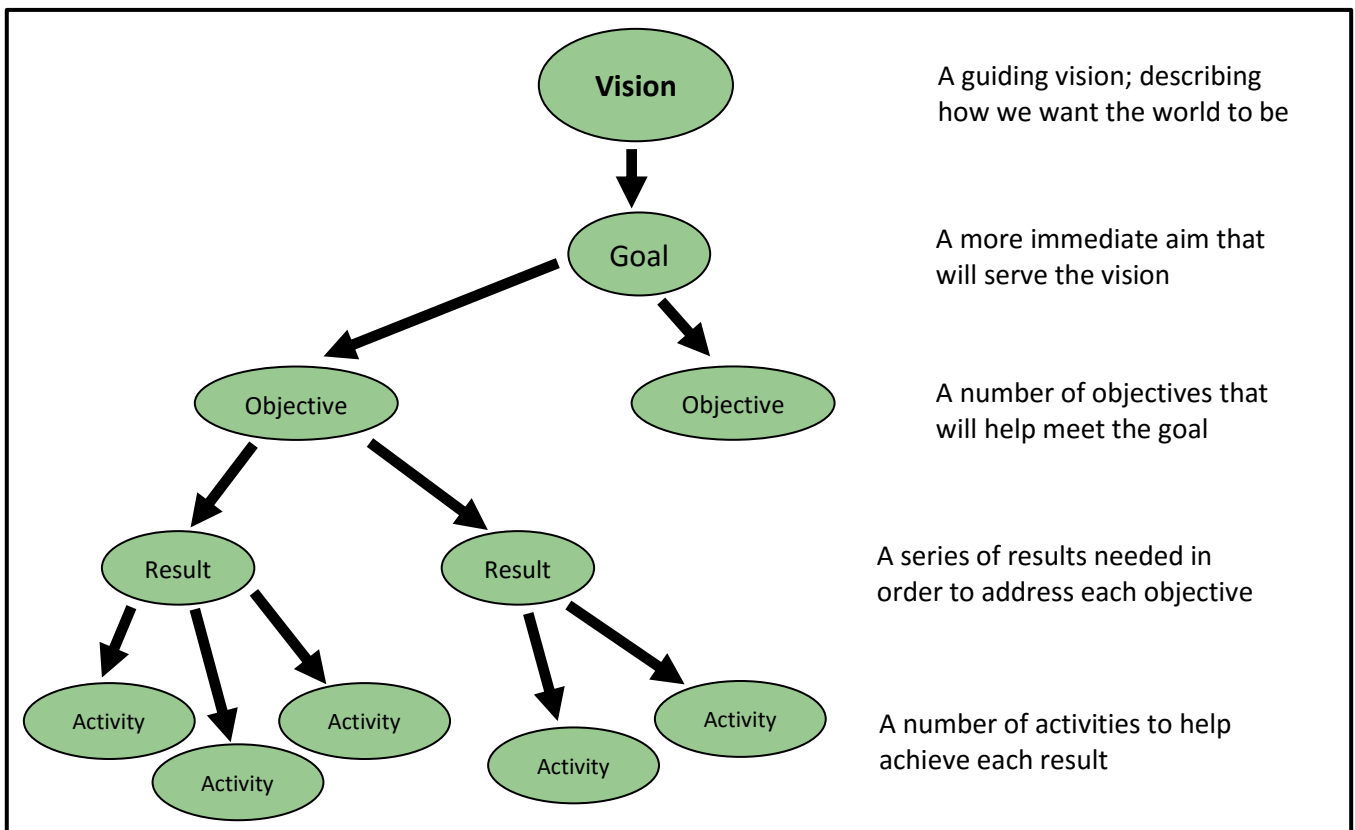 Vision
A guiding vision; describing
how we want the world to be
Goal
A more immediate aim that
will serve the vision
Objective
Objective
A number of objectives that
will help meet the goal
Result
Result
A series of results needed in
order to address each objective
Activity
Activity
Activity
Activity
Activity
A number of activities to help
achieve each result